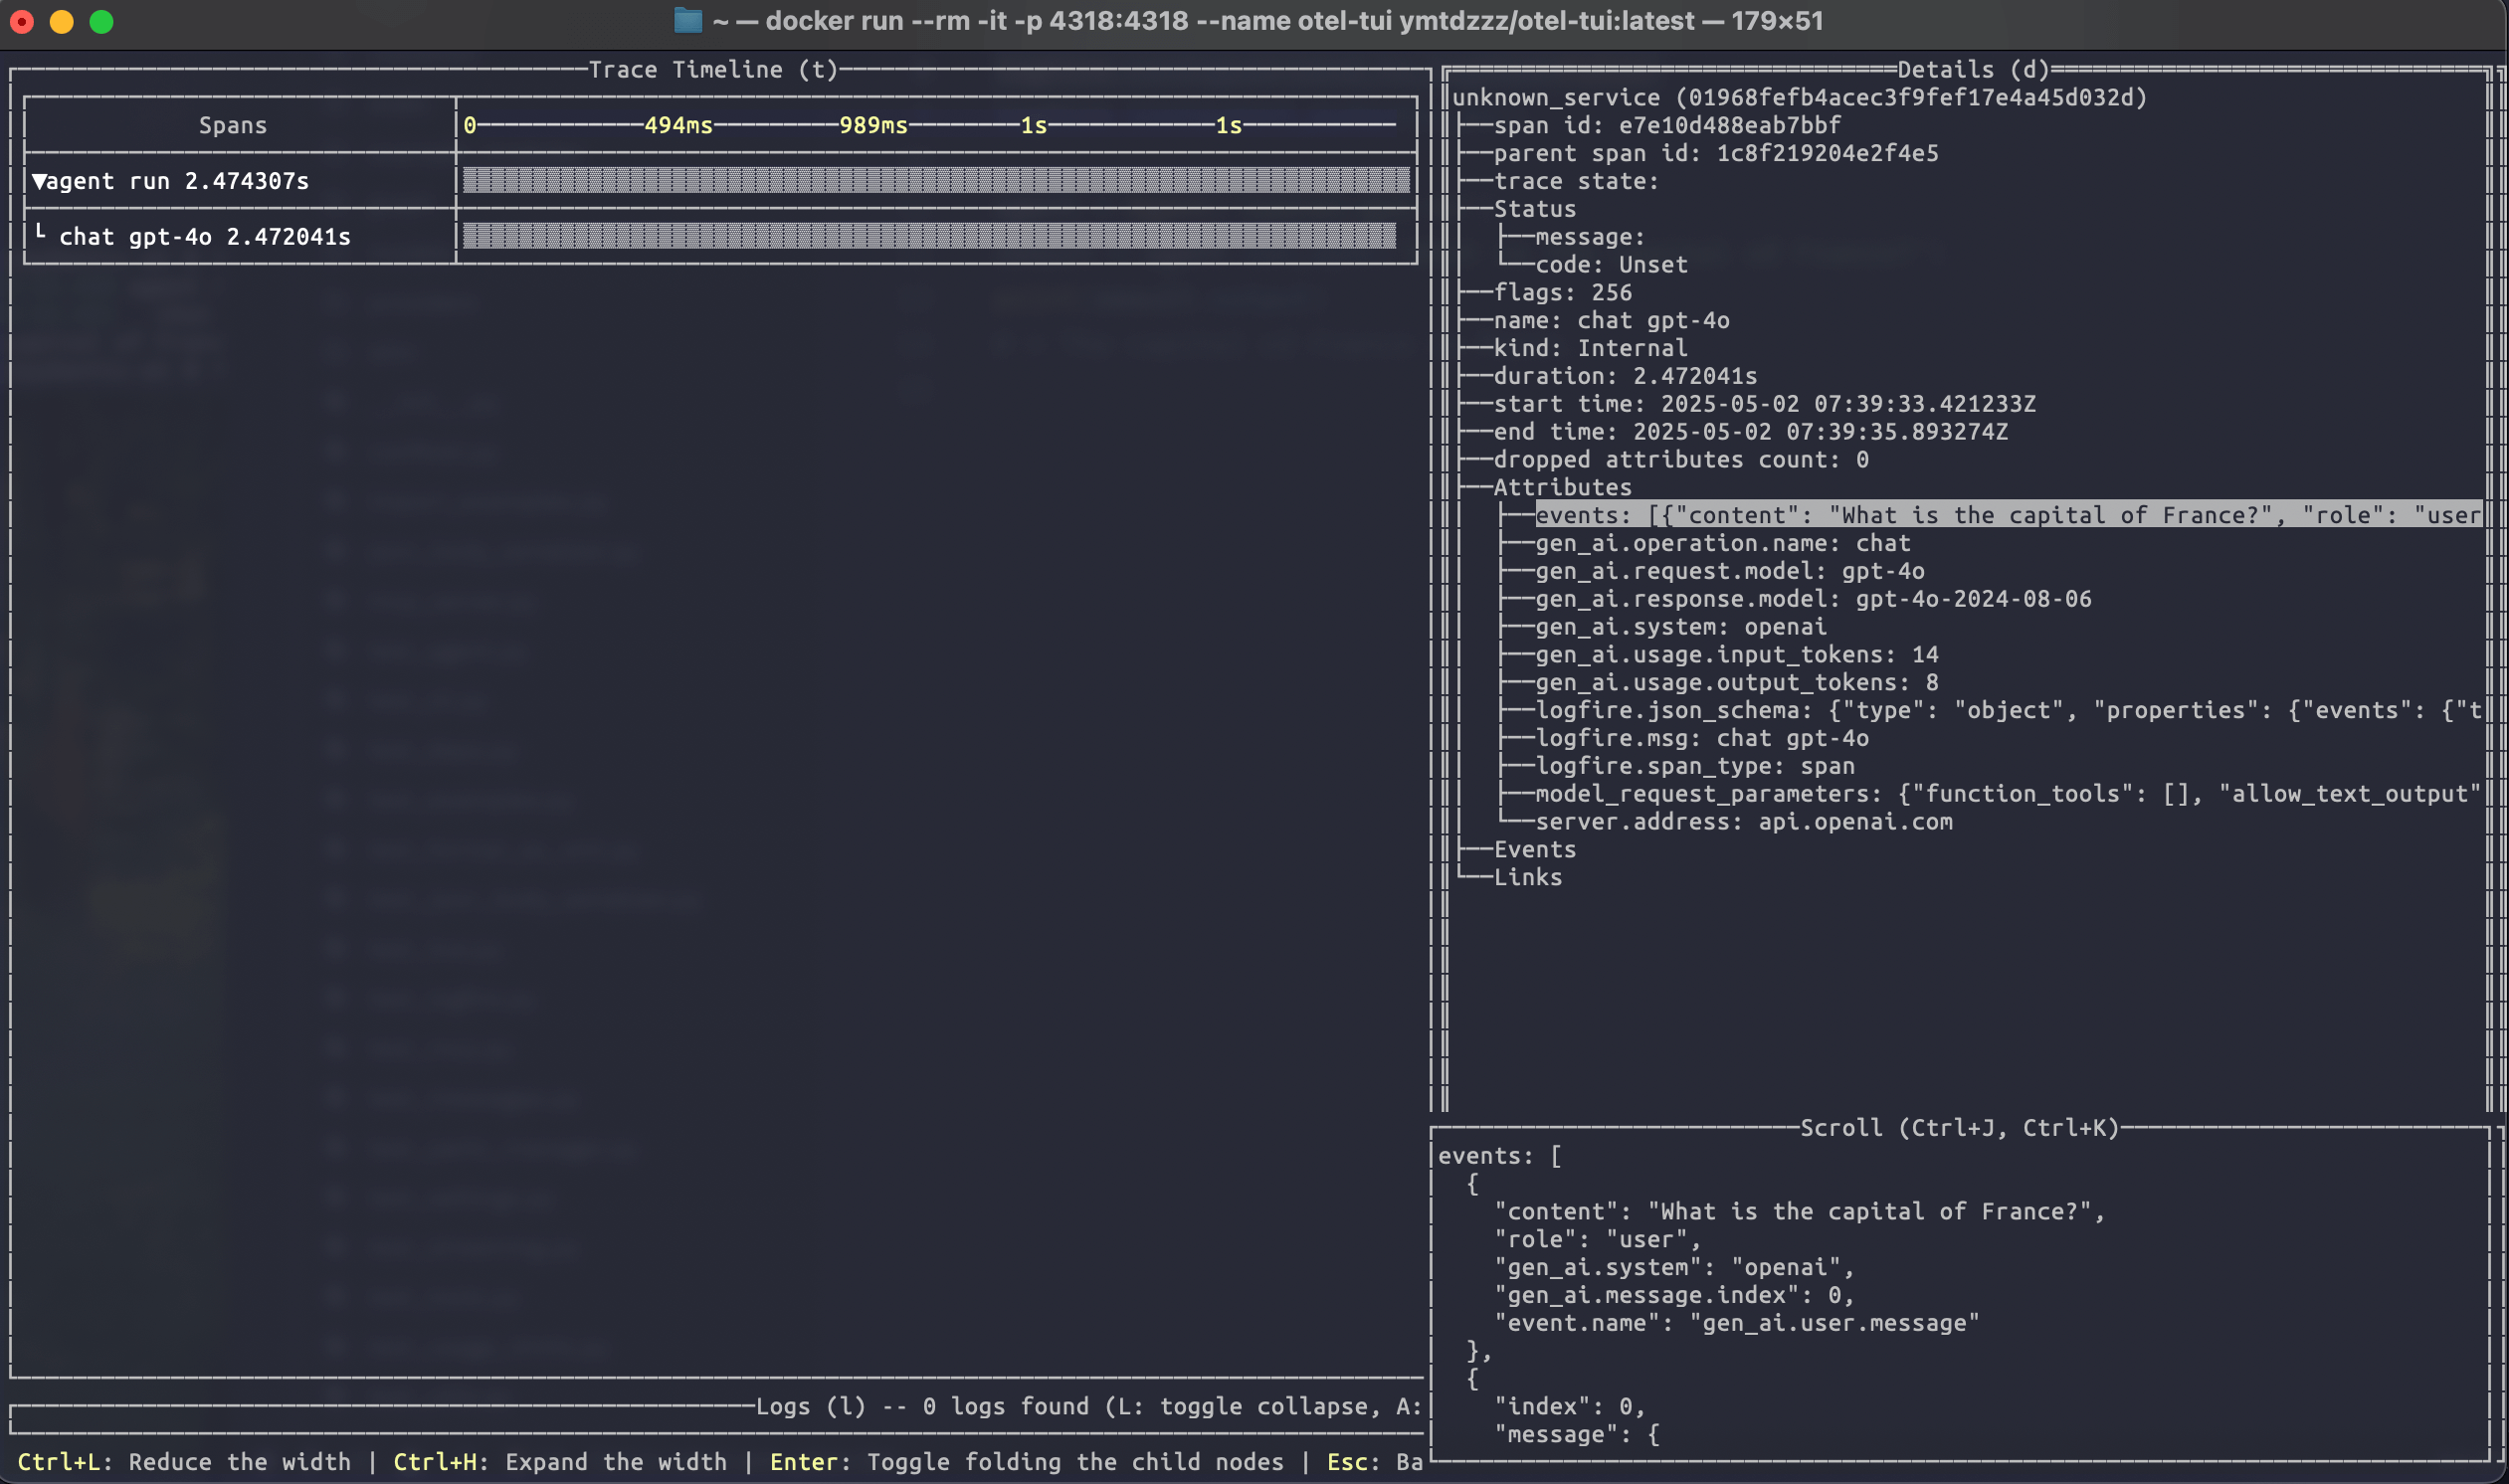 ~ — docker run --rm -it -p 4318:4318 --name otel-tui ymtdzzz/otel-tui:latest — 179×51
Trace Timeline (t)
Spans
0 494ms 989ms 1s 1s
▼agent run 2.474307s
└ chat gpt-4o 2.472041s
Logs (l) -- 0 logs found (L: toggle collapse, A:
Ctrl+L: Reduce the width | Ctrl+H: Expand the width | Enter: Toggle folding the child nodes | Esc: Ba
Details (d)
unknown_service (01968fefb4acec3f9fef17e4a45d032d)
├──span id: e7e10d488eab7bbf
├──parent span id: 1c8f219204e2f4e5
├──trace state:
├──Status
│  ├──message:
│  └──code: Unset
├──flags: 256
├──name: chat gpt-4o
├──kind: Internal
├──duration: 2.472041s
├──start time: 2025-05-02 07:39:33.421233Z
├──end time: 2025-05-02 07:39:35.893274Z
├──dropped attributes count: 0
├──Attributes
│  ├──events: [{"content": "What is the capital of France?", "role": "user
│  ├──gen_ai.operation.name: chat
│  ├──gen_ai.request.model: gpt-4o
│  ├──gen_ai.response.model: gpt-4o-2024-08-06
│  ├──gen_ai.system: openai
│  ├──gen_ai.usage.input_tokens: 14
│  ├──gen_ai.usage.output_tokens: 8
│  ├──logfire.json_schema: {"type": "object", "properties": {"events": {"t
│  ├──logfire.msg: chat gpt-4o
│  ├──logfire.span_type: span
│  ├──model_request_parameters: {"function_tools": [], "allow_text_output"
│  └──server.address: api.openai.com
├──Events
└──Links
Scroll (Ctrl+J, Ctrl+K)
events: [
  {
    "content": "What is the capital of France?",
    "role": "user",
    "gen_ai.system": "openai",
    "gen_ai.message.index": 0,
    "event.name": "gen_ai.user.message"
  },
  {
    "index": 0,
    "message": {